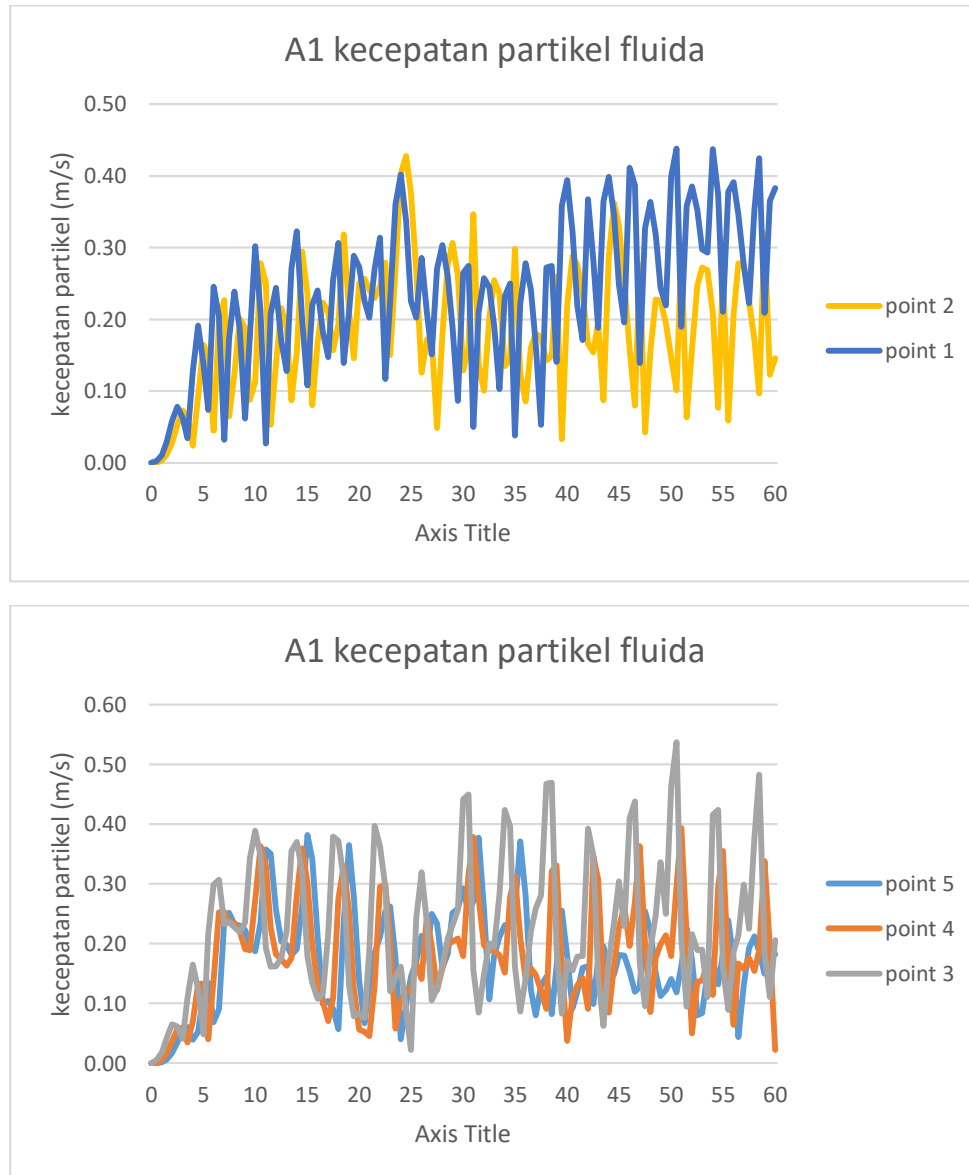 A1 kecepatan partikel fluida
0.50
0.40
0.30
0.20
0.10
0.00
kecepatan partikel (m/s)
0 5 10 15 20 25 30 35 40 45 50 55 60
Axis Title
point 2
point 1
A1 kecepatan partikel fluida
0.60
0.50
0.40
0.30
0.20
0.10
0.00
kecepatan partikel (m/s)
0 5 10 15 20 25 30 35 40 45 50 55 60
Axis Title
point 5
point 4
point 3